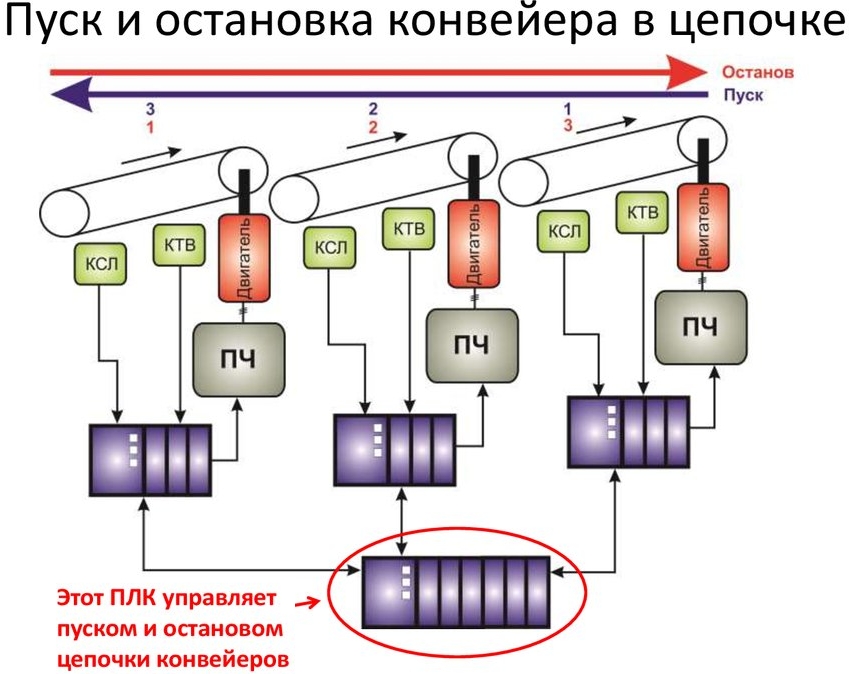 Пуск и остановка конвейера в цепочке
Останов
Пуск
3
1
2
2
1
3
КСЛ
КТВ
Двигатель
ПЧ
КСЛ
КТВ
Двигатель
ПЧ
КСЛ
КТВ
Двигатель
ПЧ
Этот ПЛК управляет
пуском и остановом
цепочки конвейеров